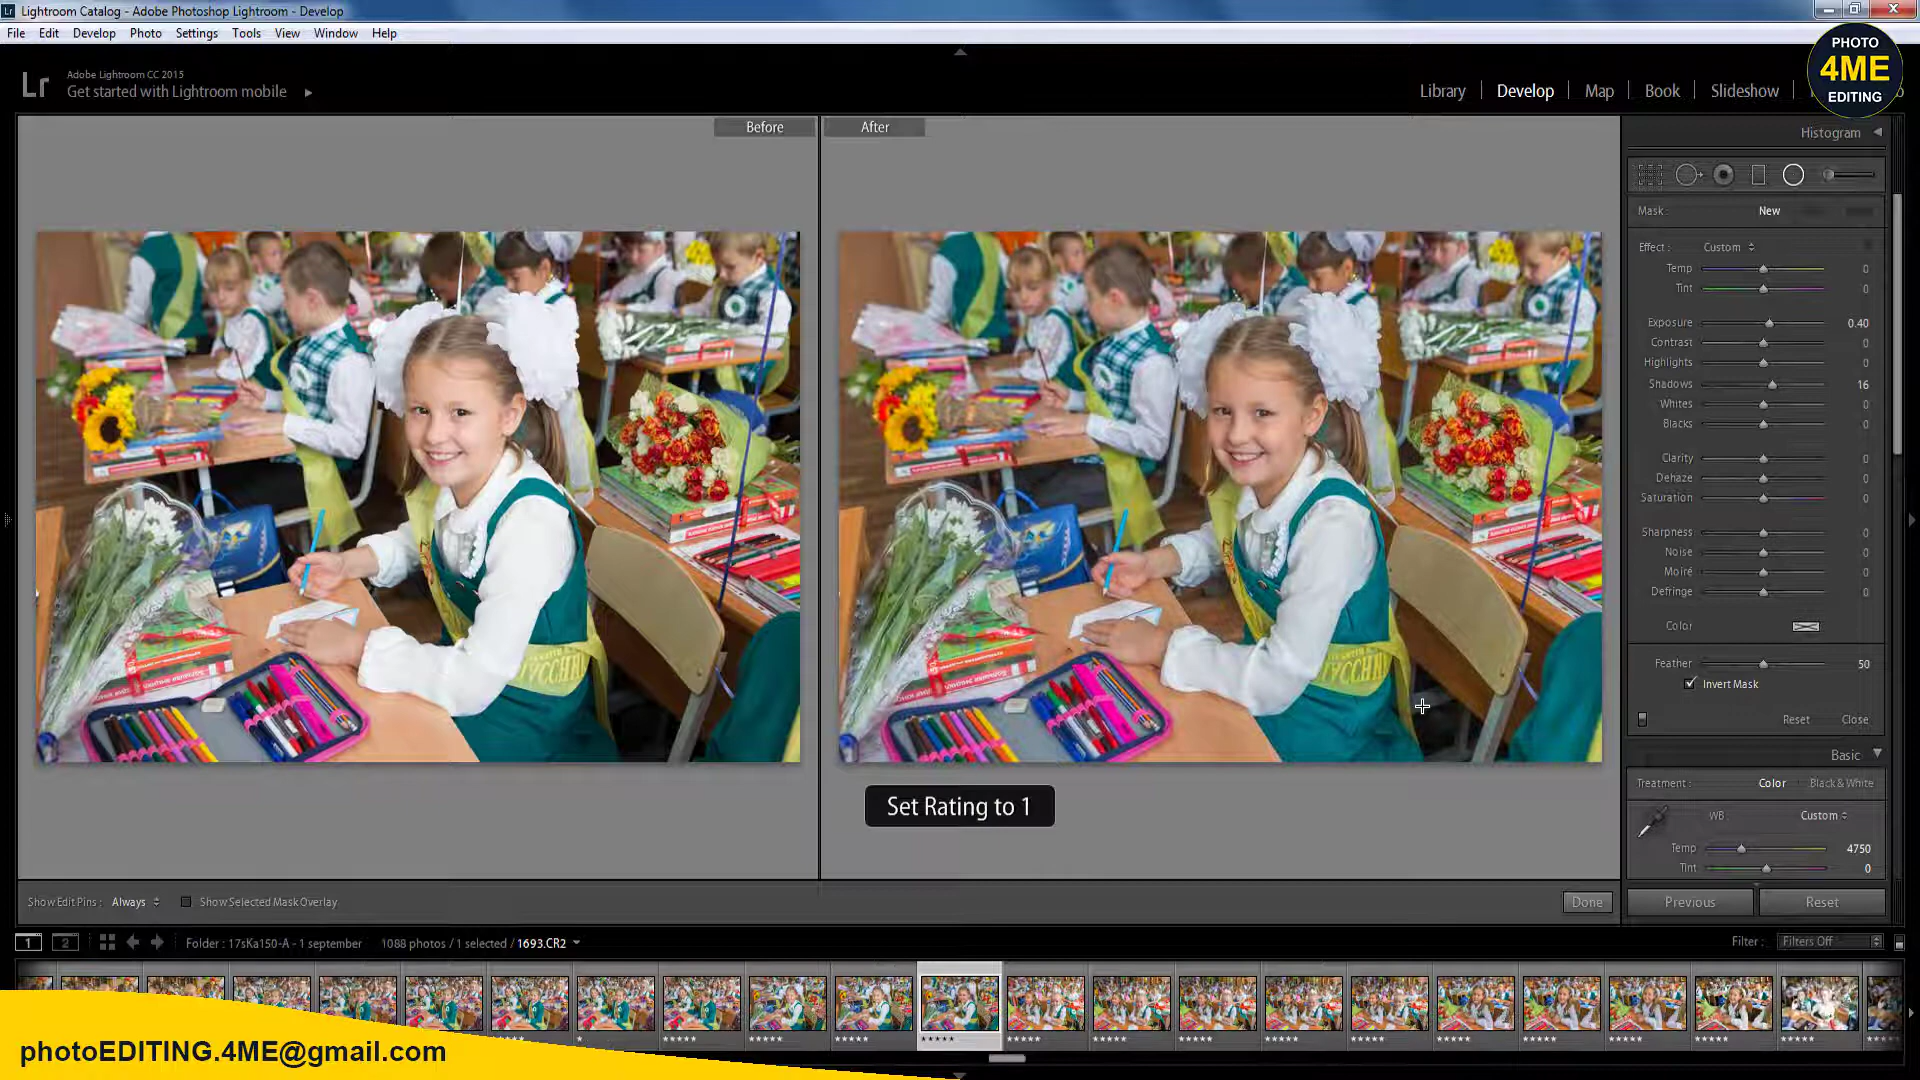 Lightroom Catalog - Adobe Photoshop Lightroom - Develop
File Edit Develop Photo Settings Tools View Window Help
PHOTO
4ME
EDITING
Lr
Adobe Lightroom CC 2015
Get started with Lightroom mobile
Library Develop Map Book Slideshow
Before After
Histogram
Mask : New
Effect : Custom
Temp 0
Tint 0
Exposure 0.40
Contrast 0
Highlights 0
Shadows 16
Whites 0
Blacks 0
Clarity 0
Dehaze 0
Saturation 0
Sharpness 0
Noise 0
Moiré 0
Defringe 0
Color
Feather 50
Invert Mask
Reset Close
Basic
Treatment : Color Black & White
WB Custom
Temp 4750
Tint 0
Set Rating to 1
Show Edit Pins : Always Show Selected Mask Overlay Done
Previous Reset
1 2 Folder : 17sKa150-A - 1 september 1088 photos / 1 selected / 1693.CR2 Filter : Filters Off
photoEDITING.4ME@gmail.com